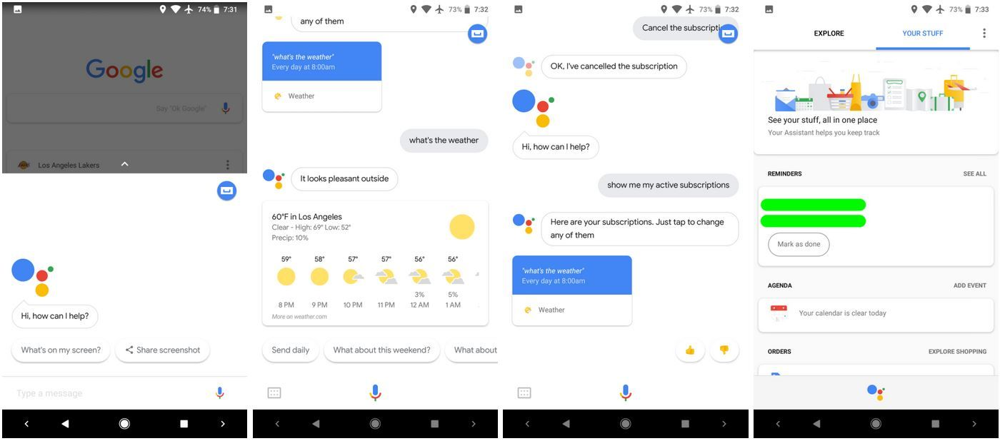 74% 7:31
Google
Say "Ok Google"
Los Angeles Lakers
Hi, how can I help?
What's on my screen?
Share screenshot
Type a message
73% 7:32
any of them
"what's the weather"
Every day at 8:00am
Weather
what's the weather
It looks pleasant outside
60°F in Los Angeles
Clear - High: 69° Low: 52°
Precip: 10%
59° 58° 57° 57° 56° 56°
3% 5%
8 PM 9 PM 10 PM 11 PM 12 AM 1 AM
More on weather.com
Send daily
What about this weekend?
What about
73% 7:32
Cancel the subscripti
OK, I've cancelled the subscription
Hi, how can I help?
show me my active subscriptions
Here are your subscriptions. Just tap to change
any of them
"what's the weather"
Every day at 8:00am
Weather
73% 7:33
EXPLORE YOUR STUFF
See your stuff, all in one place
Your Assistant helps you keep track
REMINDERS SEE ALL
Mark as done
AGENDA ADD EVENT
Your calendar is clear today
ORDERS EXPLORE SHOPPING